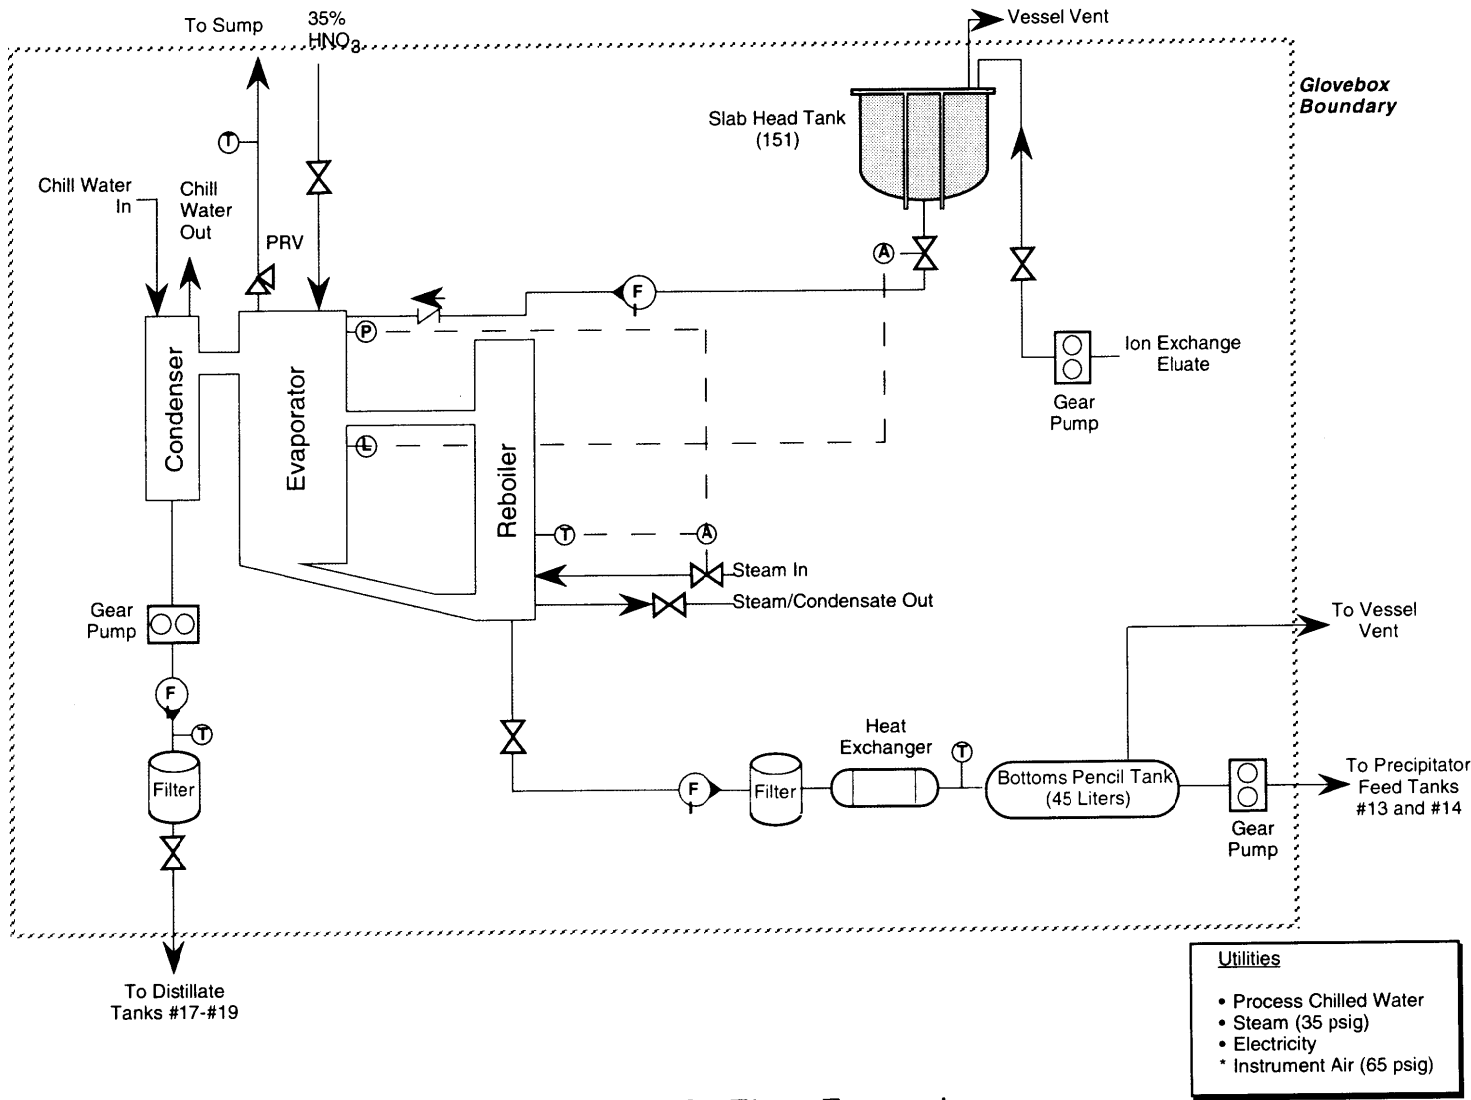 To Sump
35%
HNO3
Vessel Vent
Glovebox
Boundary
Slab Head Tank
(151)
T
Chill Water
In
Chill
Water
Out
PRV
A
F
P
Ion Exchange
Eluate
Gear
Pump
Condenser
Evaporator
Reboiler
L
T
A
Steam In
Steam/Condensate Out
Gear
Pump
To Vessel
Vent
F
T
Filter
Heat
Exchanger
T
F
Filter
Bottoms Pencil Tank
(45 Liters)
To Precipitator
Feed Tanks
#13 and #14
Gear
Pump
To Distillate
Tanks #17-#19
Utilities
• Process Chilled Water
• Steam (35 psig)
• Electricity
* Instrument Air (65 psig)